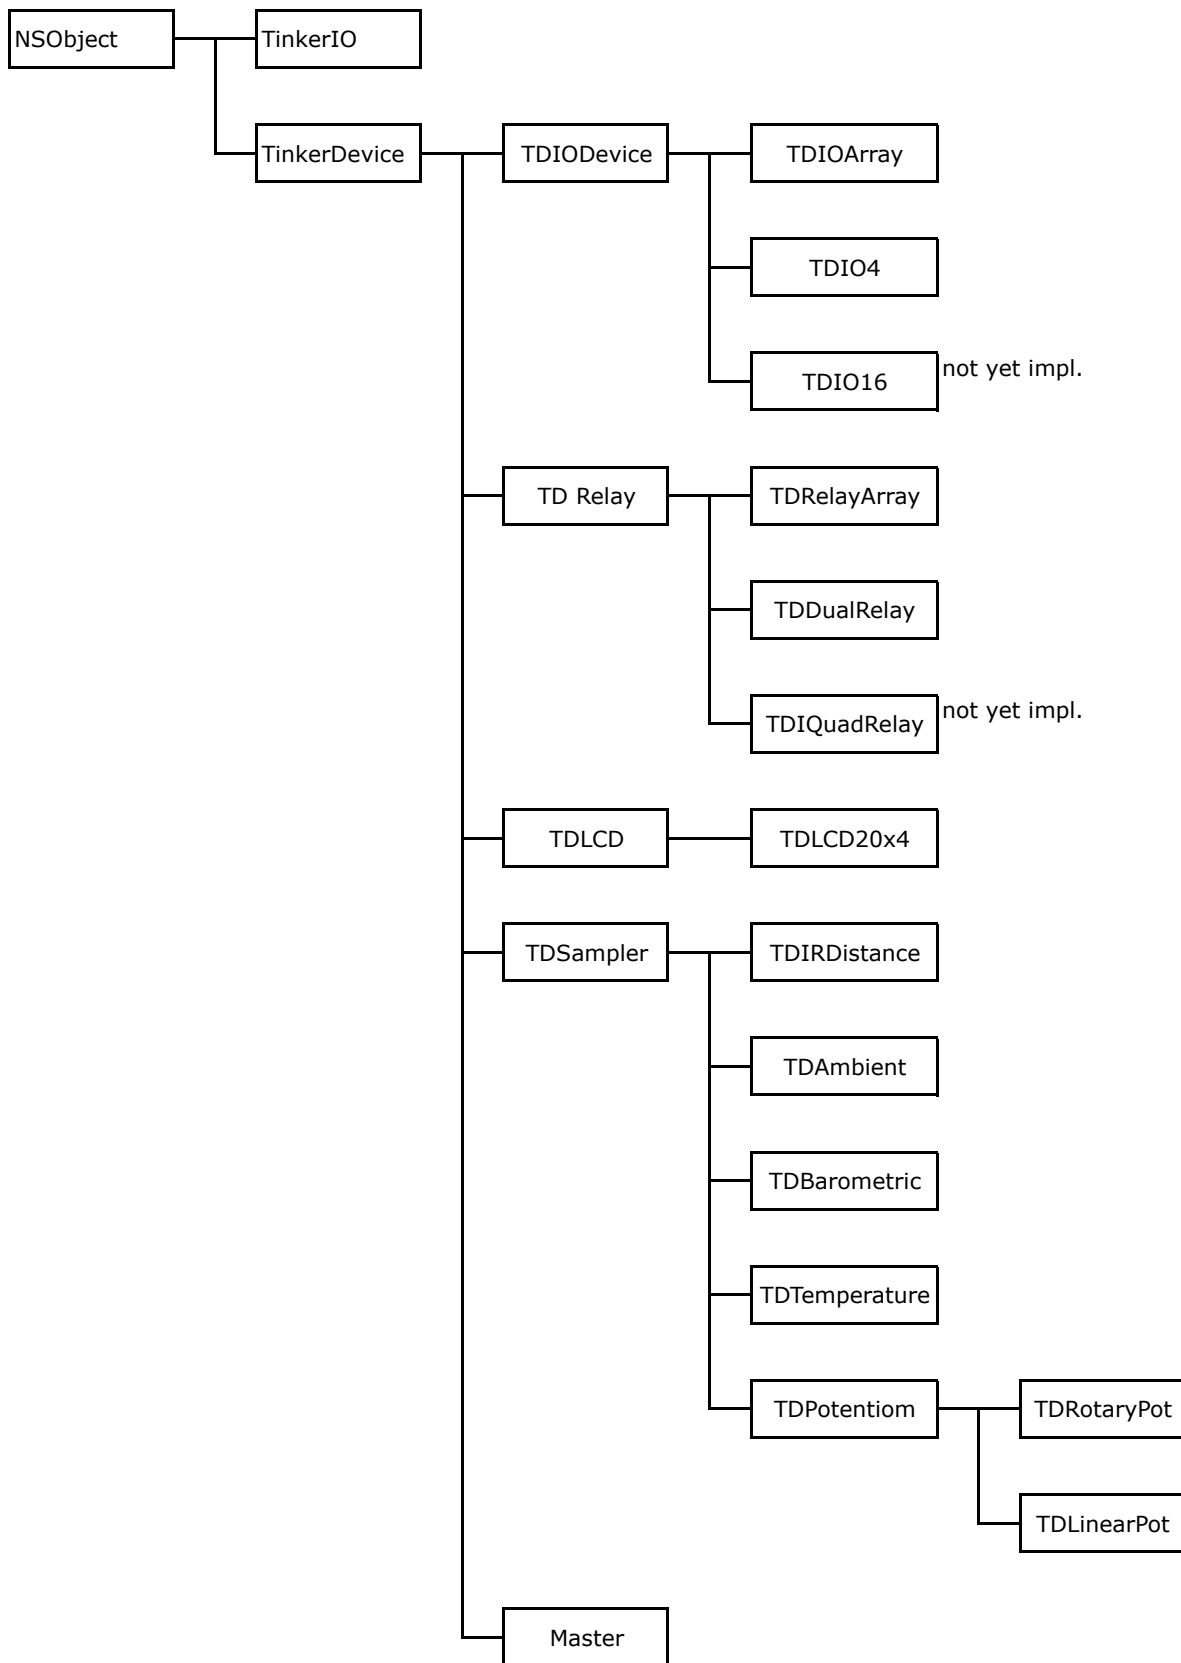 NSObject
TinkerIO
TinkerDevice
TDIODevice
TDIOArray
TDIO4
TDIO16
not yet impl.
TD Relay
TDRelayArray
TDDualRelay
TDIQuadRelay
not yet impl.
TDLCD
TDLCD20x4
TDSampler
TDIRDistance
TDAmbient
TDBarometric
TDTemperature
TDPotentiom
TDRotaryPot
TDLinearPot
Master